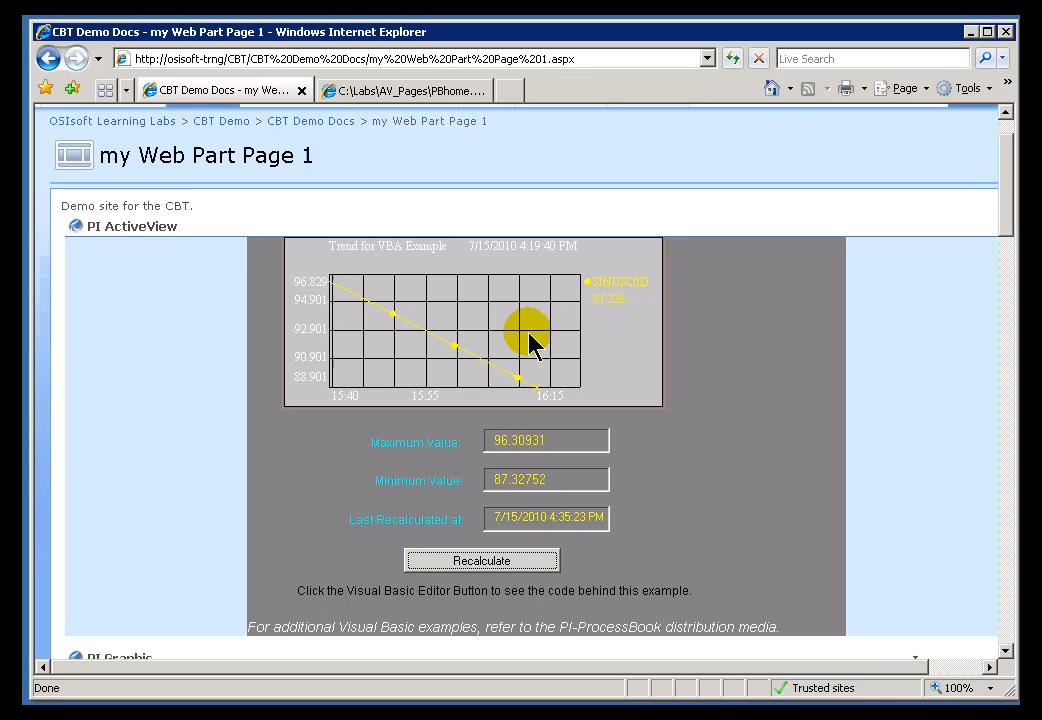 CBT Demo Docs - my Web Part Page 1 - Windows Internet Explorer
http://osisoft-trng/CBT/CBT%20Demo%20Docs/my%20Web%20Part%20Page%201.aspx
Live Search
CBT Demo Docs - my We...
C:\Labs\AV_Pages\PBhome....
Page
Tools
OSIsoft Learning Labs > CBT Demo > CBT Demo Docs > my Web Part Page 1
my Web Part Page 1
Demo site for the CBT.
PI ActiveView
Trend for VBA Example 7/15/2010 4:19:40 PM
96.829
94.901
92.901
90.901
88.901
15:40 15:55 16:15
SINUSOID
87.328
Maximum Value: 96.30931
Minimum Value: 87.32752
Last Recalculated at: 7/15/2010 4:35:23 PM
Recalculate
Click the Visual Basic Editor Button to see the code behind this example.
For additional Visual Basic examples, refer to the PI-ProcessBook distribution media.
PI Graphic
Done
Trusted sites
100%